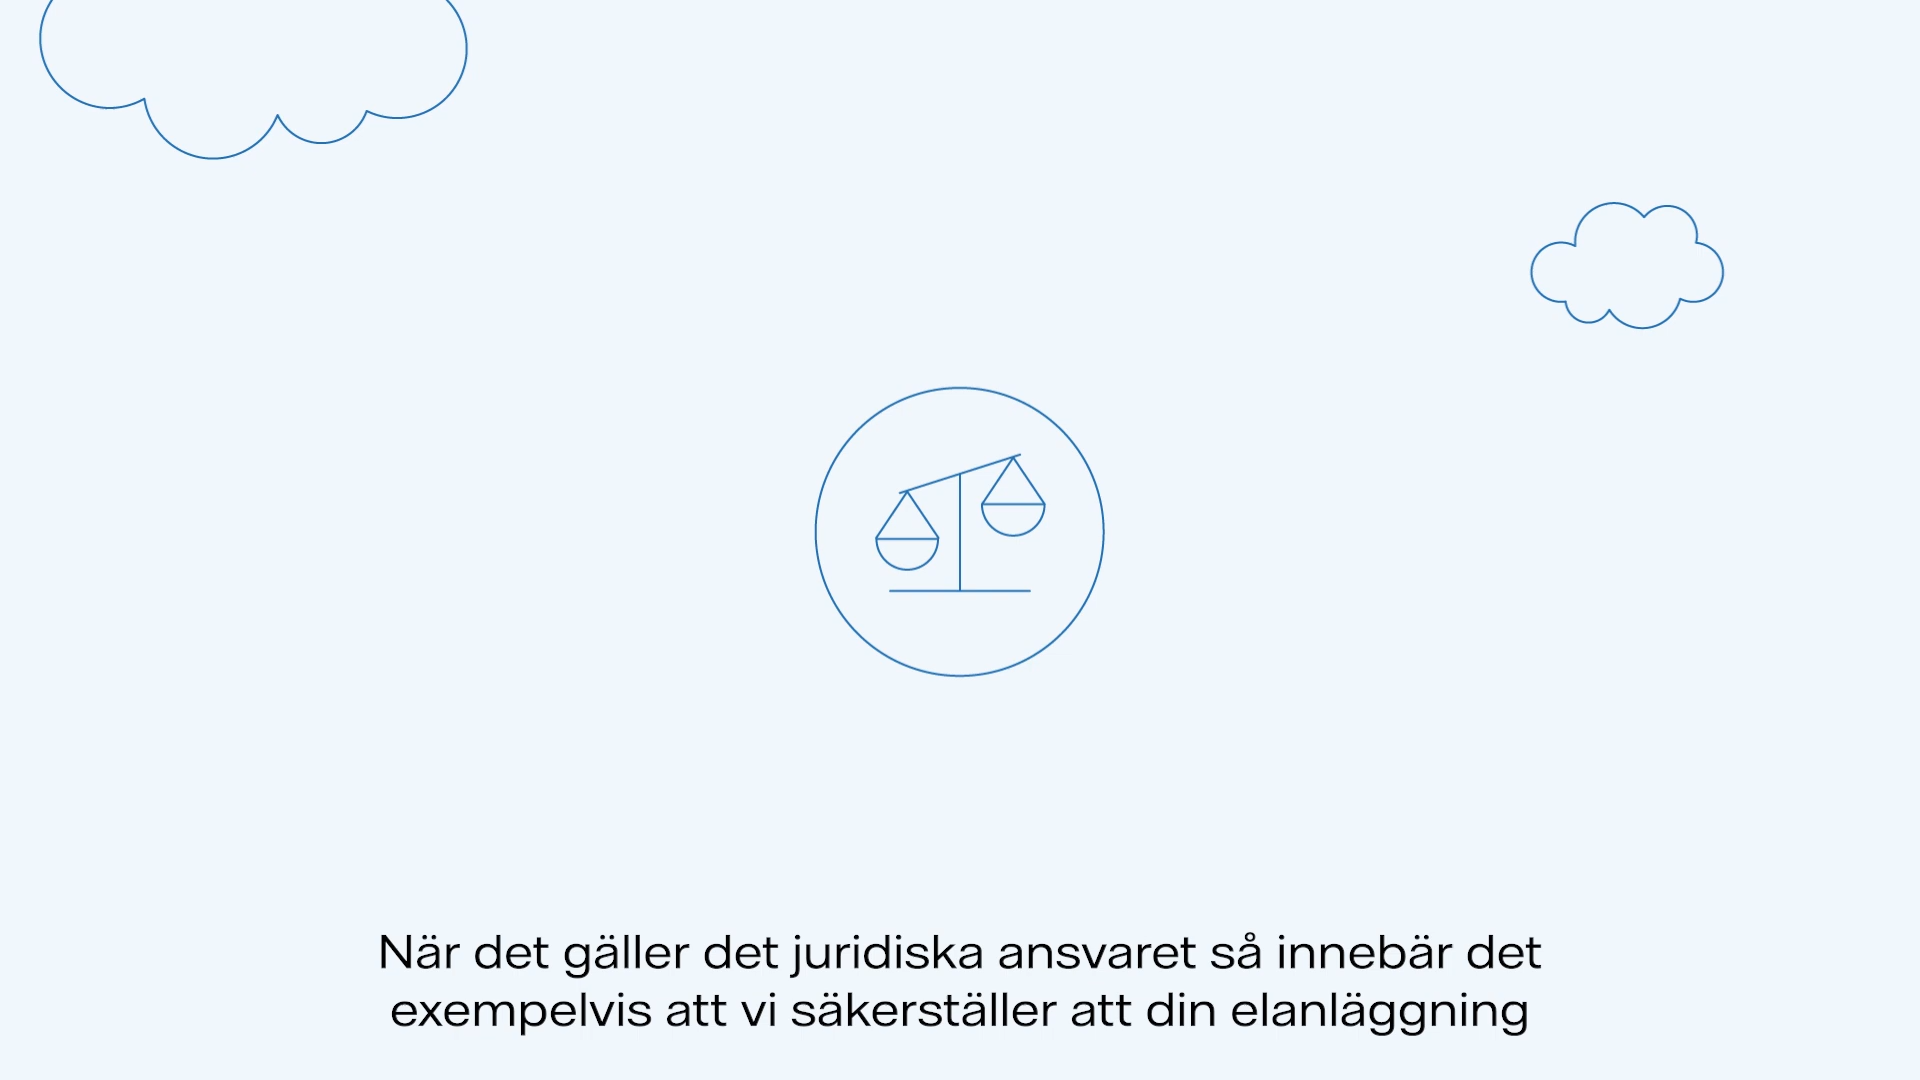 När det gäller det juridiska ansvaret så innebär det
exempelvis att vi säkerställer att din elanläggning